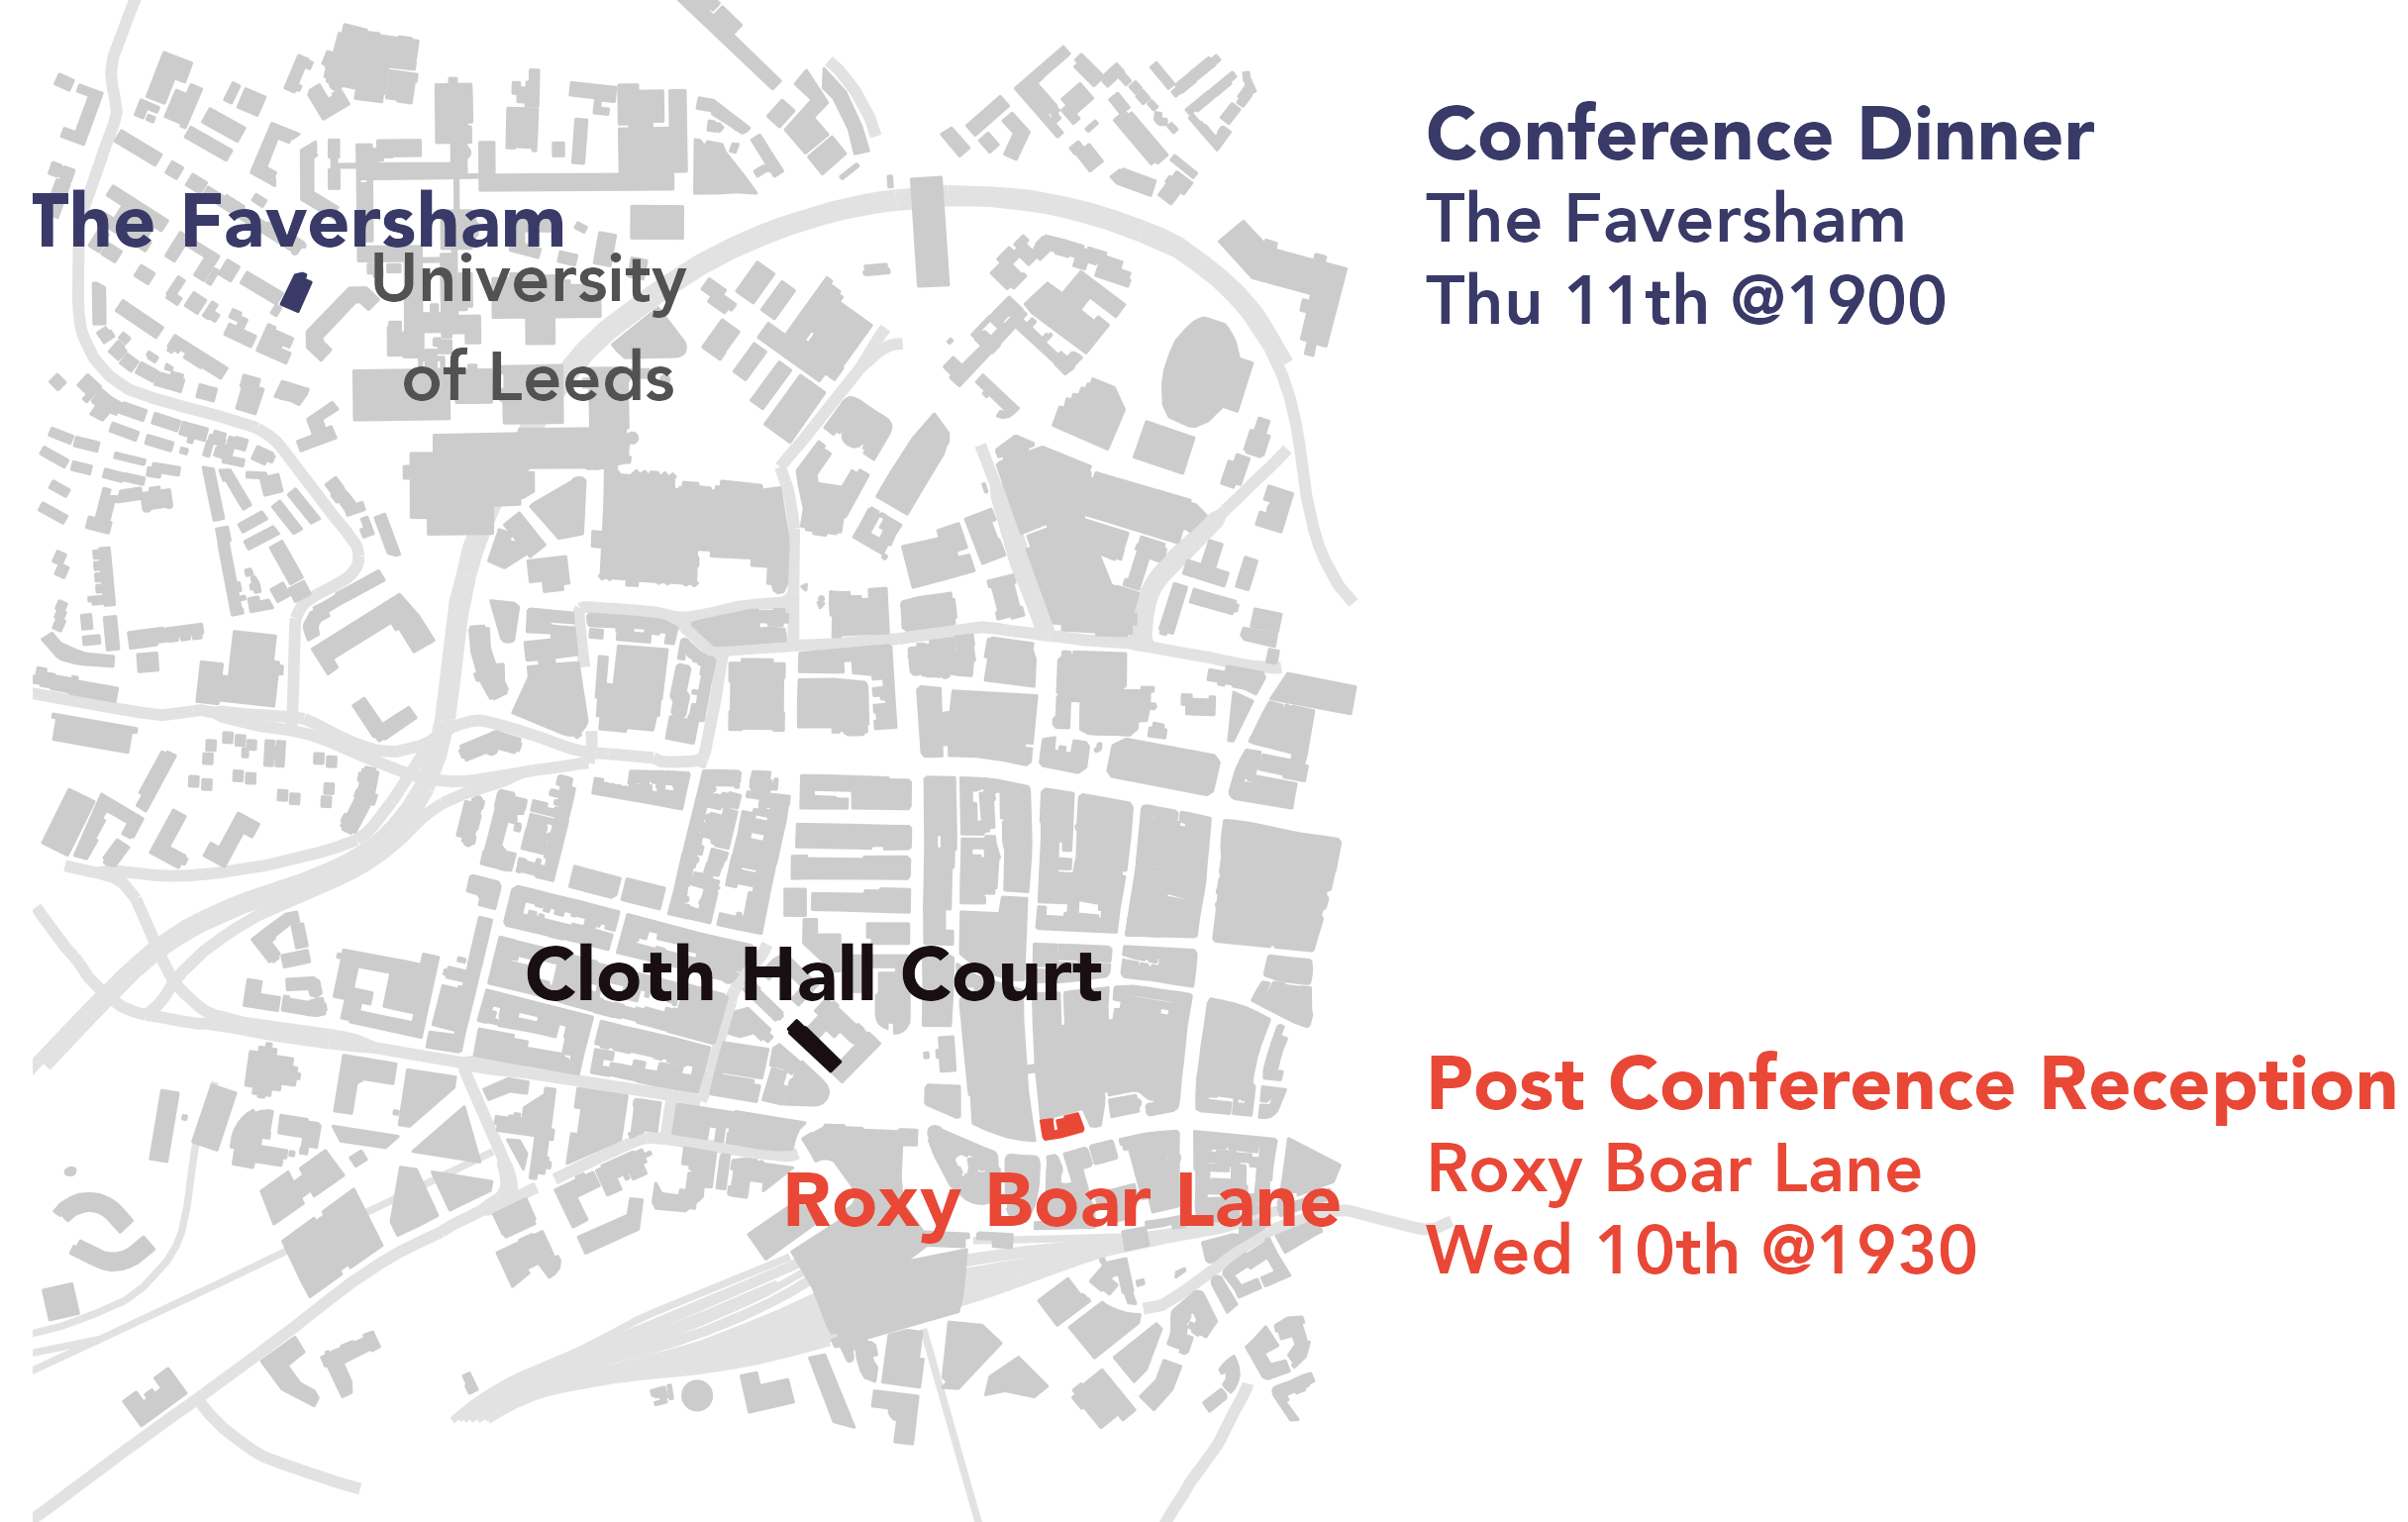 The Faversham
University
of Leeds
Cloth Hall Court
Roxy Boar Lane
Conference Dinner
The Faversham
Thu 11th @1900
Post Conference Reception
Roxy Boar Lane
Wed 10th @1930